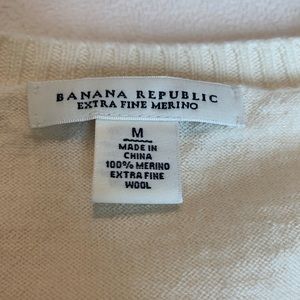 BANANA REPUBLIC
EXTRA FINE MERINO
M
MADE IN
CHINA
100% MERINO
EXTRA FINE
WOOL